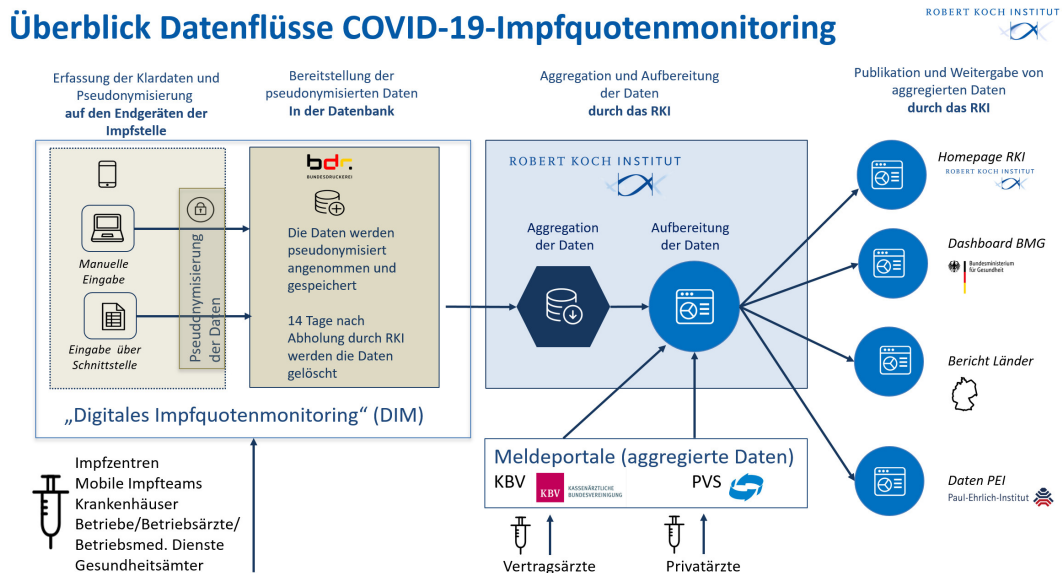 Überblick Datenflüsse COVID-19-Impfquotenmonitoring
ROBERT KOCH INSTITUT
Erfassung der Klardaten und
Pseudonymisierung
auf den Endgeräten der
Impfstelle
Bereitstellung der
pseudonymisierten Daten
In der Datenbank
Aggregation und Aufbereitung
der Daten
durch das RKI
Publikation und Weitergabe von
aggregierten Daten
durch das RKI
Manuelle
Eingabe
Eingabe über
Schnittstelle
Pseudonymisierung
der Daten
bdr.
BUNDESDRUCKEREI
Die Daten werden
pseudonymisiert
angenommen und
gespeichert
14 Tage nach
Abholung durch RKI
werden die Daten
gelöscht
„Digitales Impfquotenmonitoring“ (DIM)
ROBERT KOCH INSTITUT
Aggregation
der Daten
Aufbereitung
der Daten
Homepage RKI
ROBERT KOCH INSTITUT
Dashboard BMG
Bundesministerium
für Gesundheit
Bericht Länder
Daten PEI
Paul-Ehrlich-Institut
Meldeportale (aggregierte Daten)
KBV
KBV
KASSENÄRZTLICHE
BUNDESVEREINIGUNG
PVS
Impfzentren
Mobile Impfteams
Krankenhäuser
Betriebe/Betriebsärzte/
Betriebsmed. Dienste
Gesundheitsämter
Vertragsärzte
Privatärzte